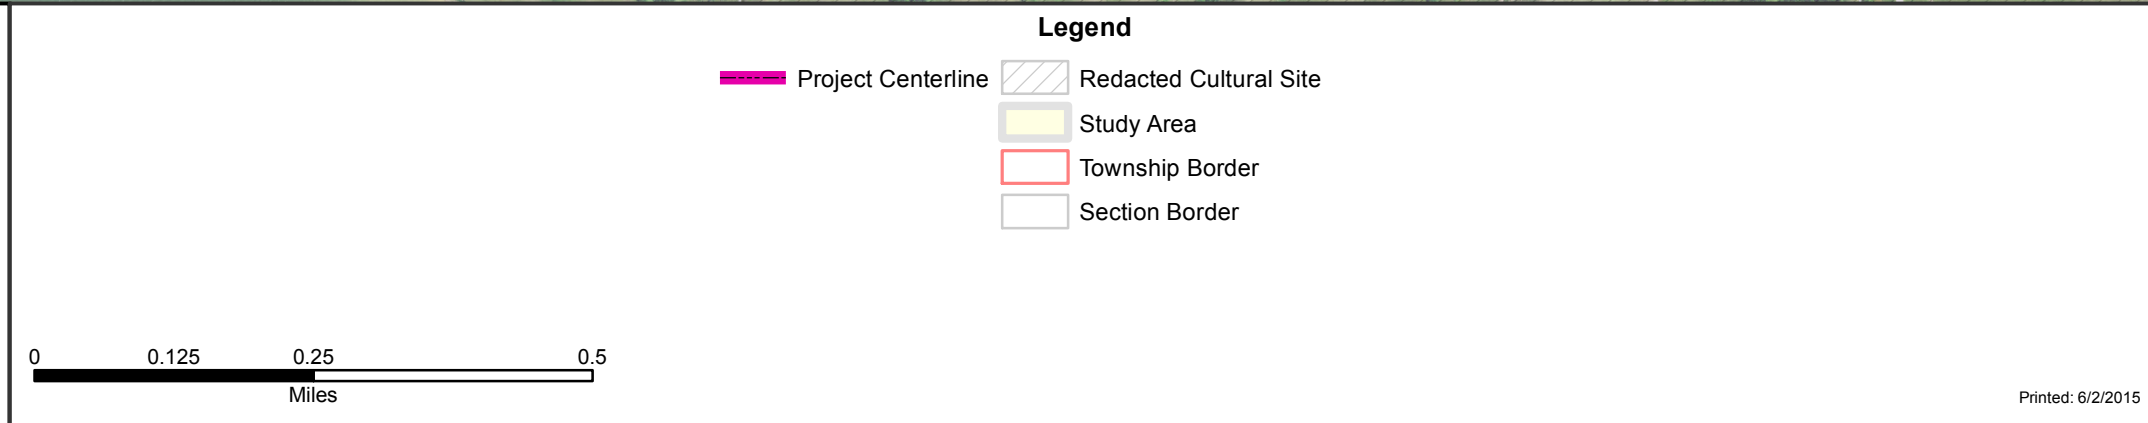 Legend
Project Centerline
Redacted Cultural Site
Study Area
Township Border
Section Border
0 0.125 0.25 0.5
Miles
Printed: 6/2/2015